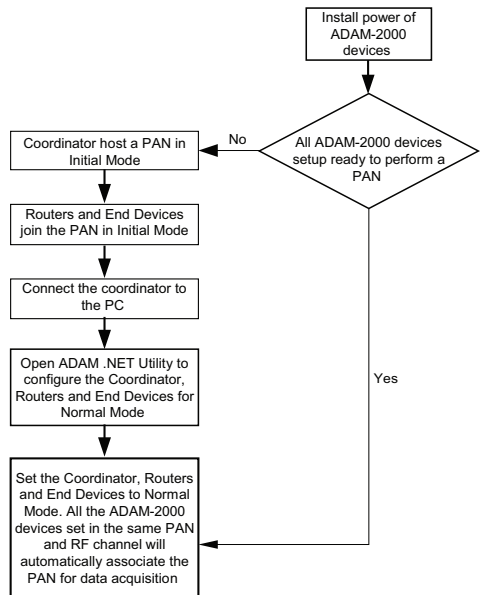 Install power of
ADAM-2000
devices
All ADAM-2000 devices
setup ready to perform a
PAN
No
Coordinator host a PAN in
Initial Mode
Routers and End Devices
join the PAN in Initial Mode
Connect the coordinator to
the PC
Open ADAM .NET Utility to
configure the Coordinator,
Routers and End Devices for
Normal Mode
Yes
Set the Coordinator, Routers
and End Devices to Normal
Mode. All the ADAM-2000
devices set in the same PAN
and RF channel will
automatically associate the
PAN for data acquisition